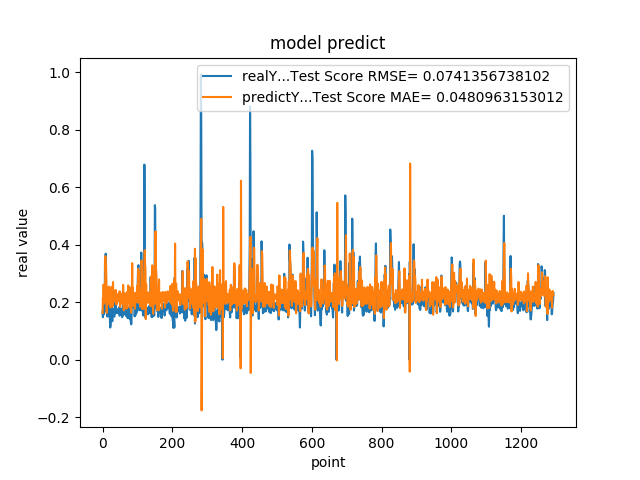 model predict
realY...Test Score RMSE= 0.0741356738102
predictY...Test Score MAE= 0.0480963153012
real value
1.0
0.8
0.6
0.4
0.2
0.0
−0.2
0 200 400 600 800 1000 1200
point